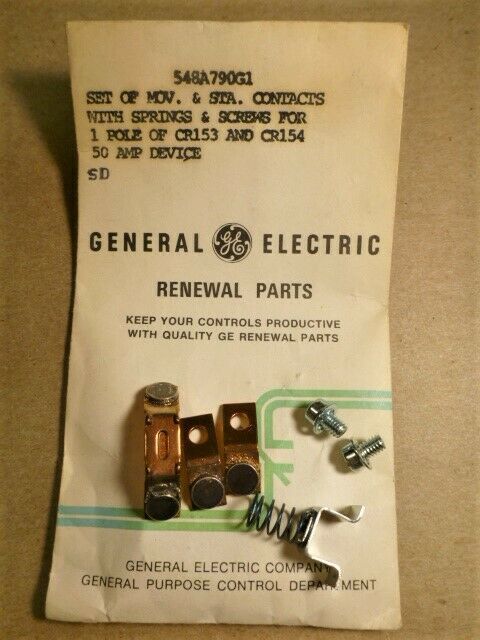 548A790G1
SET OF MOV. & STA. CONTACTS
WITH SPRINGS & SCREWS FOR
1 POLE OF CR153 AND CR154
50 AMP DEVICE
SD
GENERAL GE ELECTRIC
RENEWAL PARTS
KEEP YOUR CONTROLS PRODUCTIVE
WITH QUALITY GE RENEWAL PARTS
GENERAL ELECTRIC COMPANY
GENERAL PURPOSE CONTROL DEPARTMENT